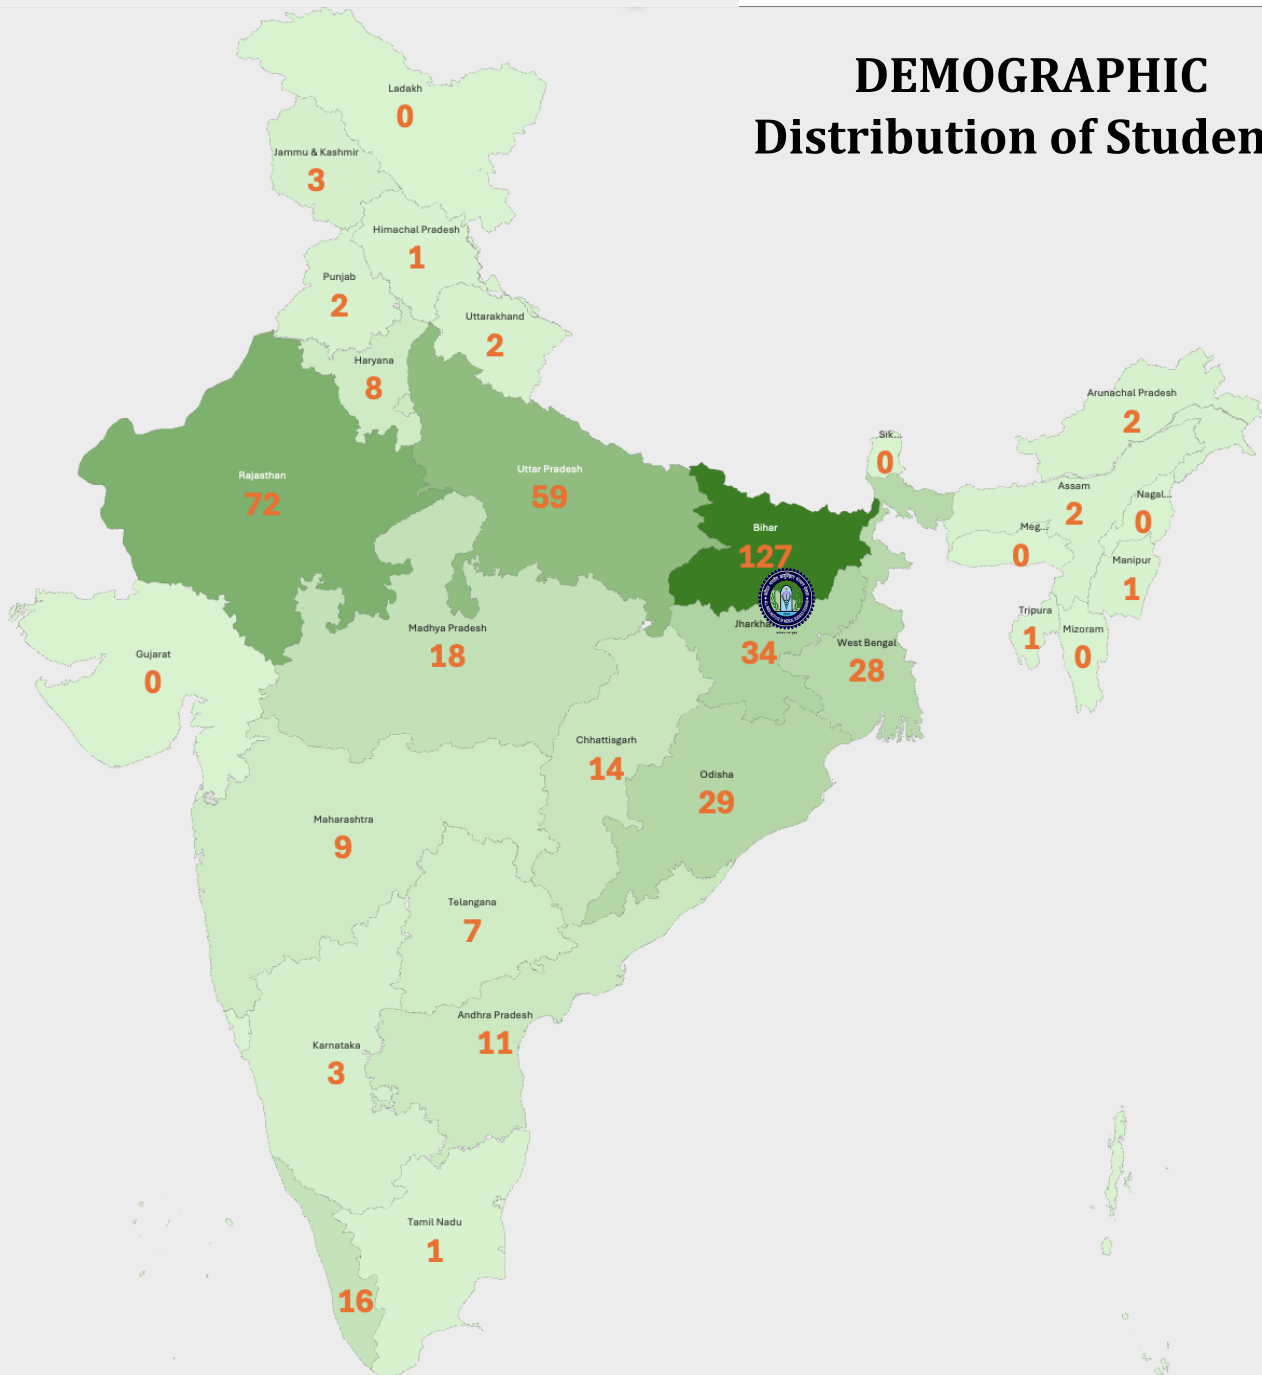 DEMOGRAPHIC
Distribution of Studen
Ladakh
0
Jammu & Kashmir
3
Himachal Pradesh
1
Punjab
2
Uttarakhand
2
Haryana
8
Rajasthan
72
Uttar Pradesh
59
Bihar
127
Sik...
0
Arunachal Pradesh
2
Assam
2
Nagal...
0
Meg...
0
Manipur
1
Tripura
1
Mizoram
0
Gujarat
0
Madhya Pradesh
18
Jharkha
34
West Bengal
28
Chhattisgarh
14
Odisha
29
Maharashtra
9
Telangana
7
Andhra Pradesh
11
Karnataka
3
Tamil Nadu
1
16